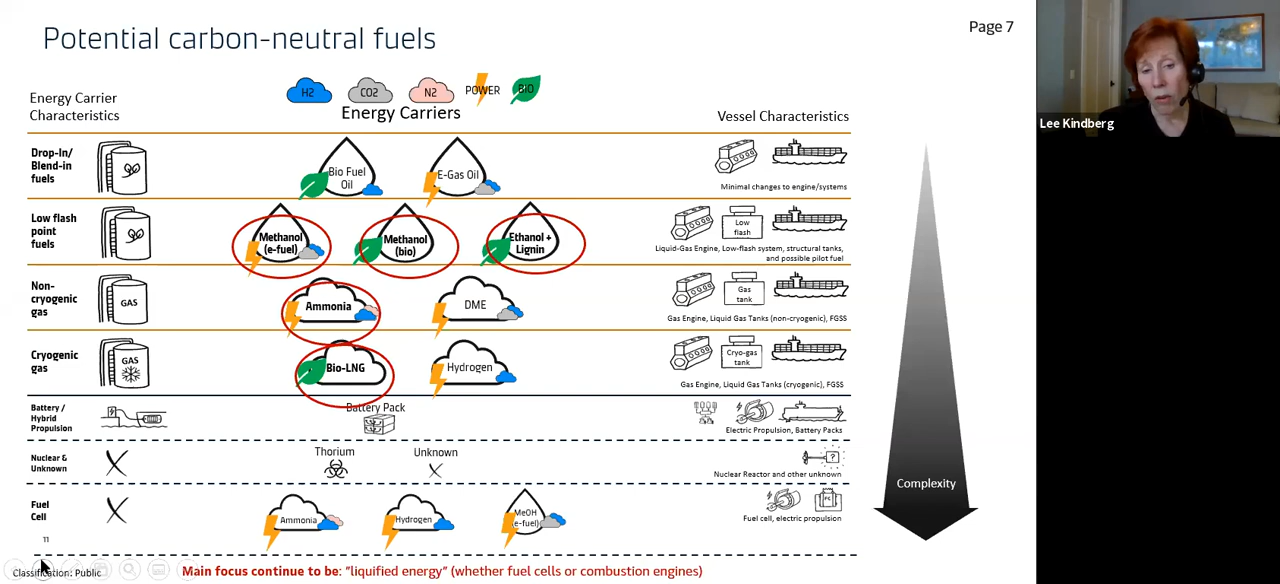 Page 7
Potential carbon-neutral fuels
H2 CO2 N2 POWER BIO
Energy Carrier
Characteristics
Energy Carriers
Vessel Characteristics
Lee Kindberg
Drop-In/
Blend-in
fuels
Bio Fuel
Oil
E-Gas Oil
Minimal changes to engine/systems
Low flash
point
fuels
Methanol
(e-fuel)
Methanol
(bio)
Ethanol +
Lignin
Low
flash
Liquid-Gas Engine, Low-flash system, structural tanks,
and possible pilot fuel
Non-
cryogenic
gas
GAS
Ammonia
DME
Gas
tank
Gas Engine, Liquid Gas Tanks (non-cryogenic), FGSS
Cryogenic
gas
GAS
Bio-LNG
Hydrogen
Cryo-gas
tank
Gas Engine, Liquid Gas Tanks (cryogenic), FGSS
Battery /
Hybrid
Propulsion
Battery Pack
Electric Propulsion, Battery Packs
Nuclear &
Unknown
Thorium
Unknown
?
Nuclear Reactor and other unknown
Complexity
Fuel
Cell
Ammonia
Hydrogen
MeOH
(e-fuel)
FC
Fuel cell, electric propulsion
11
Classification: Public
Main focus continue to be: "liquified energy" (whether fuel cells or combustion engines)